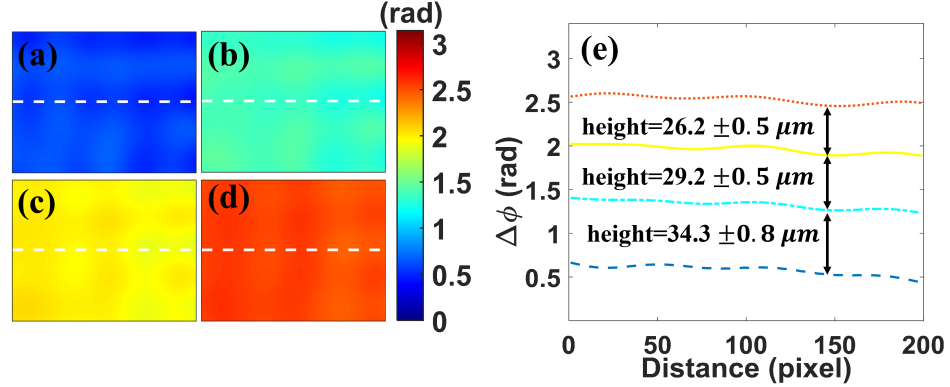 (rad)
(a)
(b)
(c)
(d)
3
2.5
2
1.5
1
0.5
0
(e)
3
2.5
2
1.5
1
0.5
height=26.2 ±0.5 μm
height=29.2 ±0.5 μm
height=34.3 ±0.8 μm
Δϕ (rad)
0 50 100 150 200
Distance (pixel)